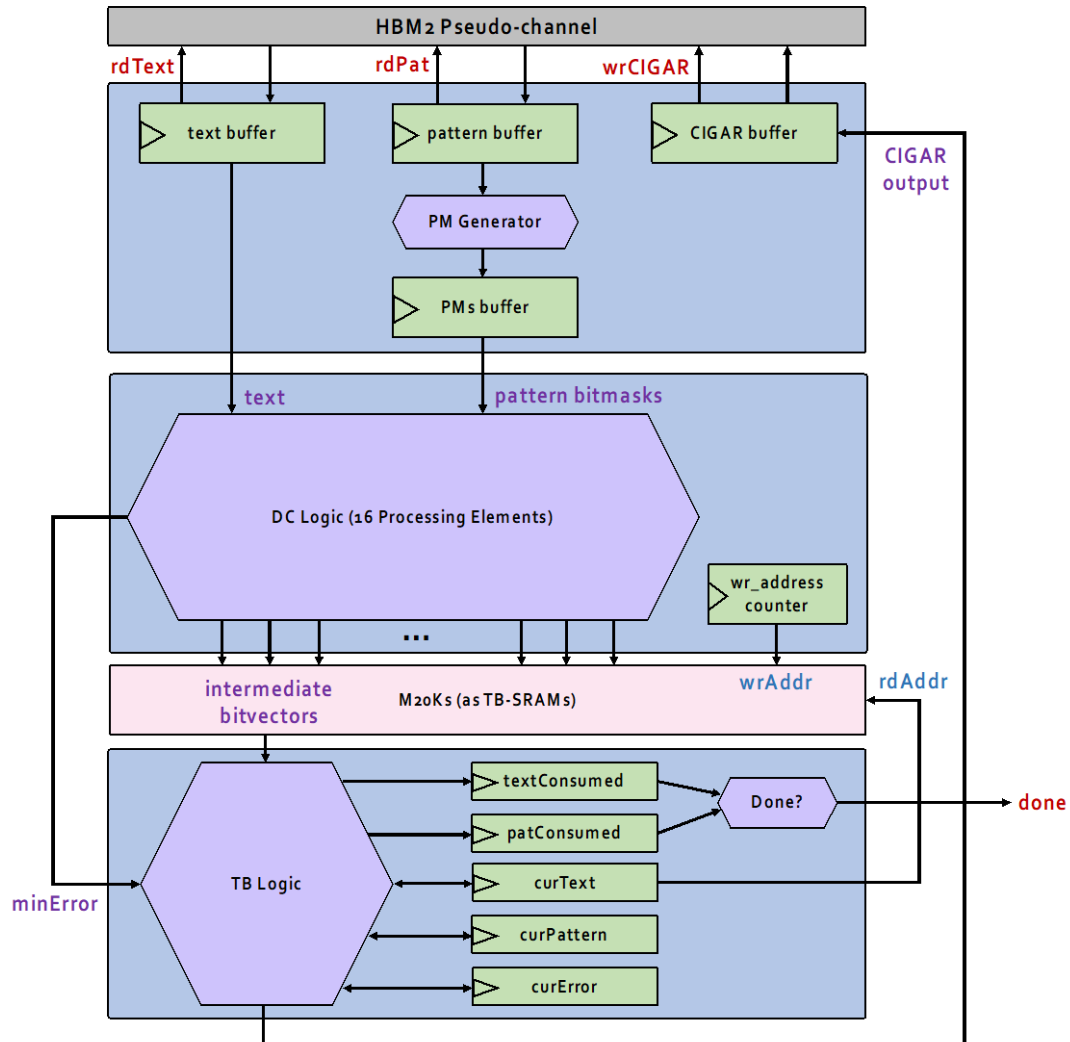 HBM2 Pseudo-channel
rdText
rdPat
wrCIGAR
text buffer
pattern buffer
CIGAR buffer
CIGAR
output
PM Generator
PMs buffer
text
pattern bitmasks
DC Logic (16 Processing Elements)
wr_address
counter
...
intermediate
bitvectors
M20Ks (as TB-SRAMs)
wrAddr
rdAddr
textConsumed
Done?
done
patConsumed
TB Logic
curText
minError
curPattern
curError